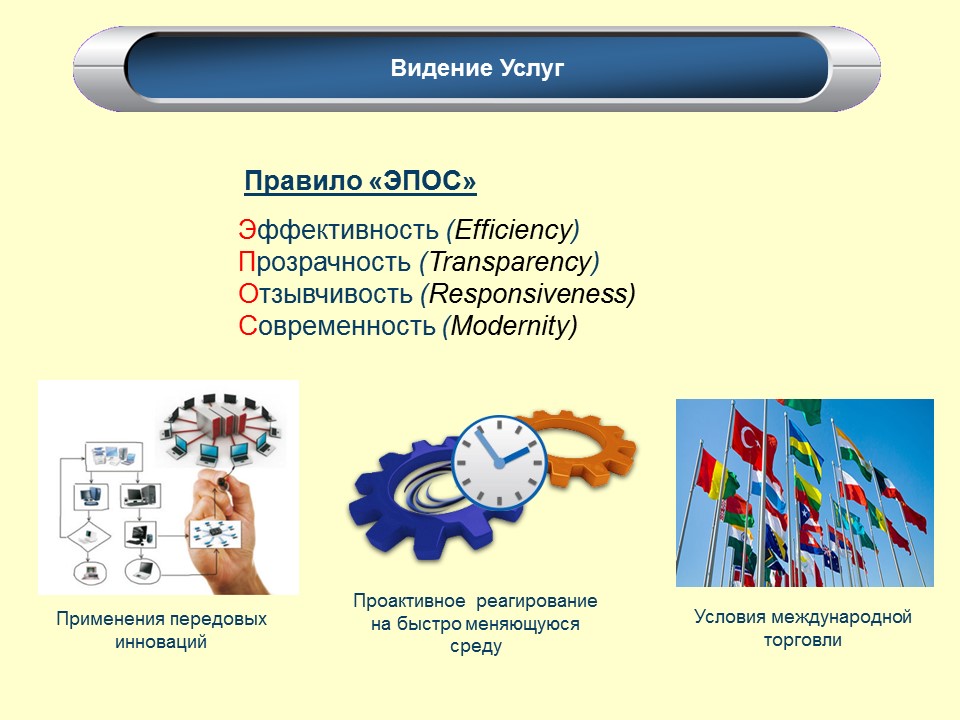 Видение Услуг
Правило «ЭПОС»
Эффективность (Efficiency)
Прозрачность (Transparency)
Отзывчивость (Responsiveness)
Современность (Modernity)
Применения передовых
инноваций
Проактивное реагирование
на быстро меняющуюся
среду
Условия международной
торговли